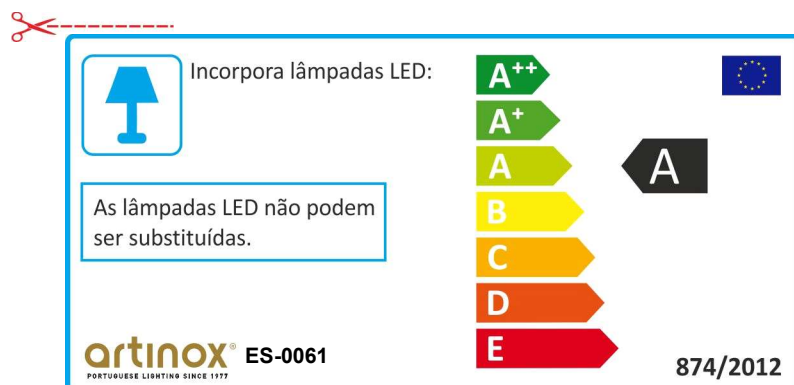 Incorpora lâmpadas LED:
As lâmpadas LED não podem
ser substituídas.
A++
A+
A
B
C
D
E
A
artinox® ES-0061
PORTUGUESE LIGHTING SINCE 1977
874/2012